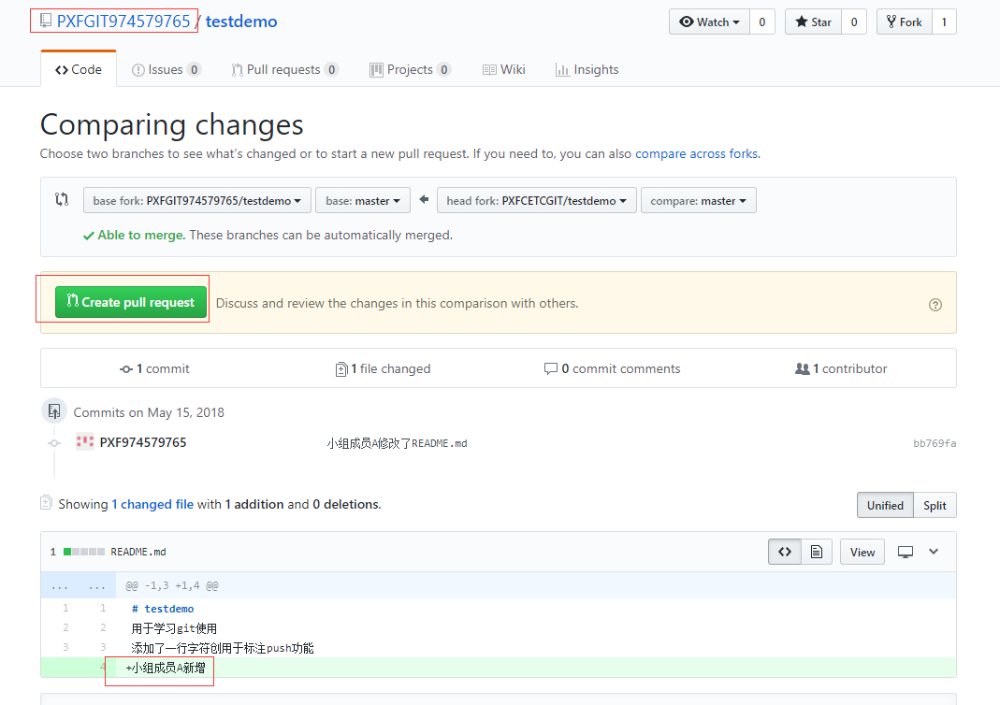 PXFGIT974579765 / testdemo
Watch 0 Star 0 Fork 1
Code Issues 0 Pull requests 0 Projects 0 Wiki Insights
Comparing changes
Choose two branches to see what's changed or to start a new pull request. If you need to, you can also compare across forks.
base fork: PXFGIT974579765/testdemo base: master head fork: PXFCETCGIT/testdemo compare: master
Able to merge. These branches can be automatically merged.
Create pull request Discuss and review the changes in this comparison with others.
1 commit 1 file changed 0 commit comments 1 contributor
Commits on May 15, 2018
PXF974579765 小组成员A修改了README.md bb769fa
Showing 1 changed file with 1 addition and 0 deletions. Unified Split
1 README.md View
... ... @@ -1,3 +1,4 @@
1 1 # testdemo
2 2 用于学习git使用
3 3 添加了一行字符创用于标注push功能
4 +小组成员A新增